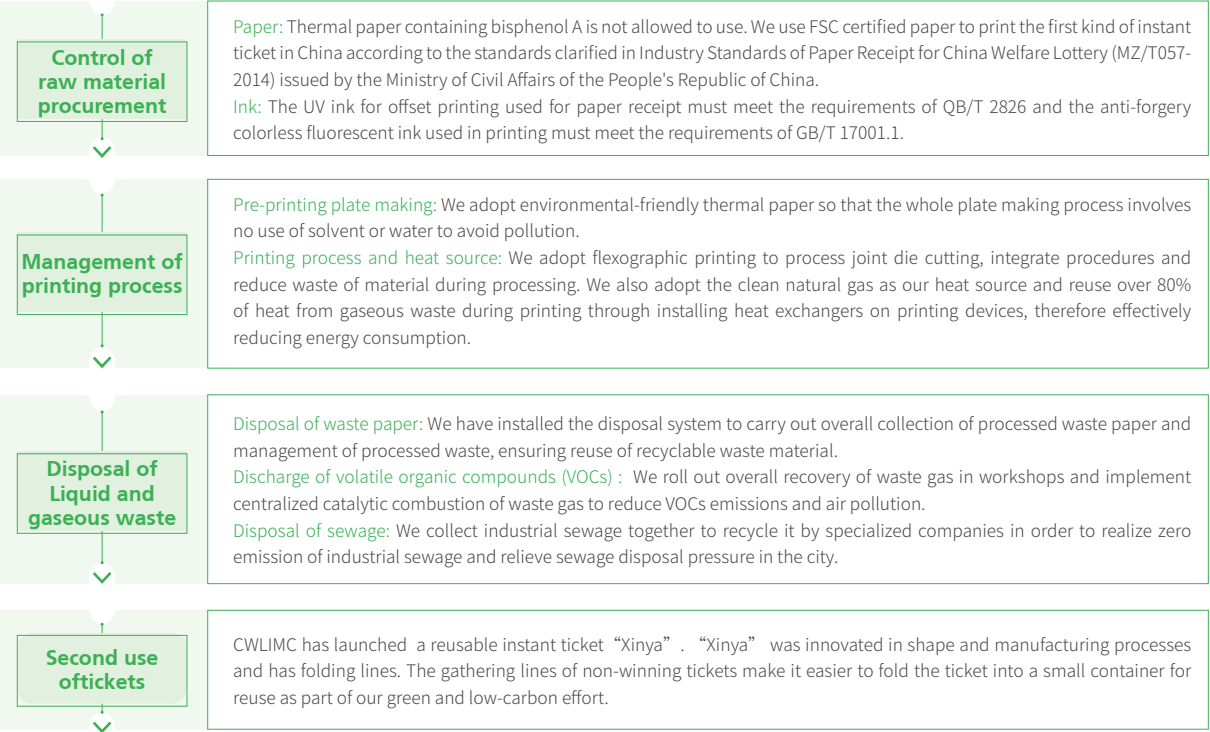 Control of
raw material
procurement
Paper: Thermal paper containing bisphenol A is not allowed to use. We use FSC certified paper to print the first kind of instant
ticket in China according to the standards clarified in Industry Standards of Paper Receipt for China Welfare Lottery (MZ/T057-
2014) issued by the Ministry of Civil Affairs of the People's Republic of China.
Ink: The UV ink for offset printing used for paper receipt must meet the requirements of QB/T 2826 and the anti-forgery
colorless fluorescent ink used in printing must meet the requirements of GB/T 17001.1.
Management of
printing process
Pre-printing plate making: We adopt environmental-friendly thermal paper so that the whole plate making process involves
no use of solvent or water to avoid pollution.
Printing process and heat source: We adopt flexographic printing to process joint die cutting, integrate procedures and
reduce waste of material during processing. We also adopt the clean natural gas as our heat source and reuse over 80%
of heat from gaseous waste during printing through installing heat exchangers on printing devices, therefore effectively
reducing energy consumption.
Disposal of
Liquid and
gaseous waste
Disposal of waste paper: We have installed the disposal system to carry out overall collection of processed waste paper and
management of processed waste, ensuring reuse of recyclable waste material.
Discharge of volatile organic compounds (VOCs) : We roll out overall recovery of waste gas in workshops and implement
centralized catalytic combustion of waste gas to reduce VOCs emissions and air pollution.
Disposal of sewage: We collect industrial sewage together to recycle it by specialized companies in order to realize zero
emission of industrial sewage and relieve sewage disposal pressure in the city.
Second use
oftickets
CWLIMC has launched a reusable instant ticket “Xinya”. “Xinya” was innovated in shape and manufacturing processes
and has folding lines. The gathering lines of non-winning tickets make it easier to fold the ticket into a small container for
reuse as part of our green and low-carbon effort.